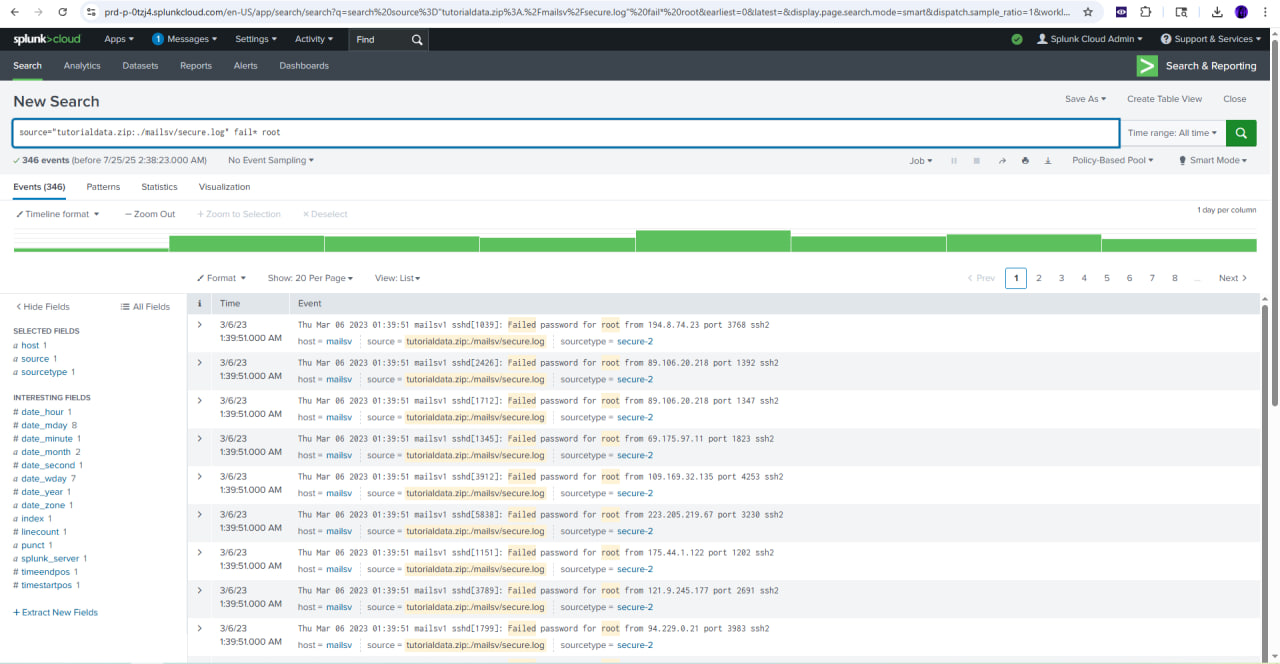 prd-p-0tzj4.splunkcloud.com/en-US/app/search/search?q=search%20source%3D"tutorialdata.zip%3A.%2Fmailsv%2Fsecure.log"%20fail*%20root&earliest=0&latest=&display.page.search.mode=smart&dispatch.sample_ratio=1&workl...
splunk>cloud Apps ▾ 1 Messages ▾ Settings ▾ Activity ▾ Find Splunk Cloud Admin ▾ Support & Services ▾
Search Analytics Datasets Reports Alerts Dashboards Search & Reporting
New Search Save As ▾ Create Table View Close
source="tutorialdata.zip:./mailsv/secure.log" fail* root Time range: All time ▾
✓ 346 events (before 7/25/25 2:38:23.000 AM) No Event Sampling ▾ Job ▾ Policy-Based Pool ▾ Smart Mode ▾
Events (346) Patterns Statistics Visualization
Timeline format ▾ – Zoom Out + Zoom to Selection × Deselect 1 day per column
Format ▾ Show: 20 Per Page ▾ View: List ▾ < Prev 1 2 3 4 5 6 7 8 ... Next >
< Hide Fields All Fields
SELECTED FIELDS
a host 1
a source 1
a sourcetype 1
INTERESTING FIELDS
# date_hour 1
# date_mday 8
# date_minute 1
a date_month 2
# date_second 1
a date_wday 7
# date_year 1
a date_zone 1
a index 1
# linecount 1
a punct 1
a splunk_server 1
# timeendpos 1
# timestartpos 1
+ Extract New Fields
i Time Event
3/6/23 Thu Mar 06 2023 01:39:51 mailsv1 sshd[1039]: Failed password for root from 194.8.74.23 port 3768 ssh2
1:39:51.000 AM host = mailsv source = tutorialdata.zip:./mailsv/secure.log sourcetype = secure-2
3/6/23 Thu Mar 06 2023 01:39:51 mailsv1 sshd[2426]: Failed password for root from 89.106.20.218 port 1392 ssh2
1:39:51.000 AM host = mailsv source = tutorialdata.zip:./mailsv/secure.log sourcetype = secure-2
3/6/23 Thu Mar 06 2023 01:39:51 mailsv1 sshd[1712]: Failed password for root from 89.106.20.218 port 1347 ssh2
1:39:51.000 AM host = mailsv source = tutorialdata.zip:./mailsv/secure.log sourcetype = secure-2
3/6/23 Thu Mar 06 2023 01:39:51 mailsv1 sshd[1345]: Failed password for root from 69.175.97.11 port 1823 ssh2
1:39:51.000 AM host = mailsv source = tutorialdata.zip:./mailsv/secure.log sourcetype = secure-2
3/6/23 Thu Mar 06 2023 01:39:51 mailsv1 sshd[3912]: Failed password for root from 109.169.32.135 port 4253 ssh2
1:39:51.000 AM host = mailsv source = tutorialdata.zip:./mailsv/secure.log sourcetype = secure-2
3/6/23 Thu Mar 06 2023 01:39:51 mailsv1 sshd[5838]: Failed password for root from 223.205.219.67 port 3230 ssh2
1:39:51.000 AM host = mailsv source = tutorialdata.zip:./mailsv/secure.log sourcetype = secure-2
3/6/23 Thu Mar 06 2023 01:39:51 mailsv1 sshd[1151]: Failed password for root from 175.44.1.122 port 1202 ssh2
1:39:51.000 AM host = mailsv source = tutorialdata.zip:./mailsv/secure.log sourcetype = secure-2
3/6/23 Thu Mar 06 2023 01:39:51 mailsv1 sshd[3789]: Failed password for root from 121.9.245.177 port 2691 ssh2
1:39:51.000 AM host = mailsv source = tutorialdata.zip:./mailsv/secure.log sourcetype = secure-2
3/6/23 Thu Mar 06 2023 01:39:51 mailsv1 sshd[1799]: Failed password for root from 94.229.0.21 port 3983 ssh2
1:39:51.000 AM host = mailsv source = tutorialdata.zip:./mailsv/secure.log sourcetype = secure-2